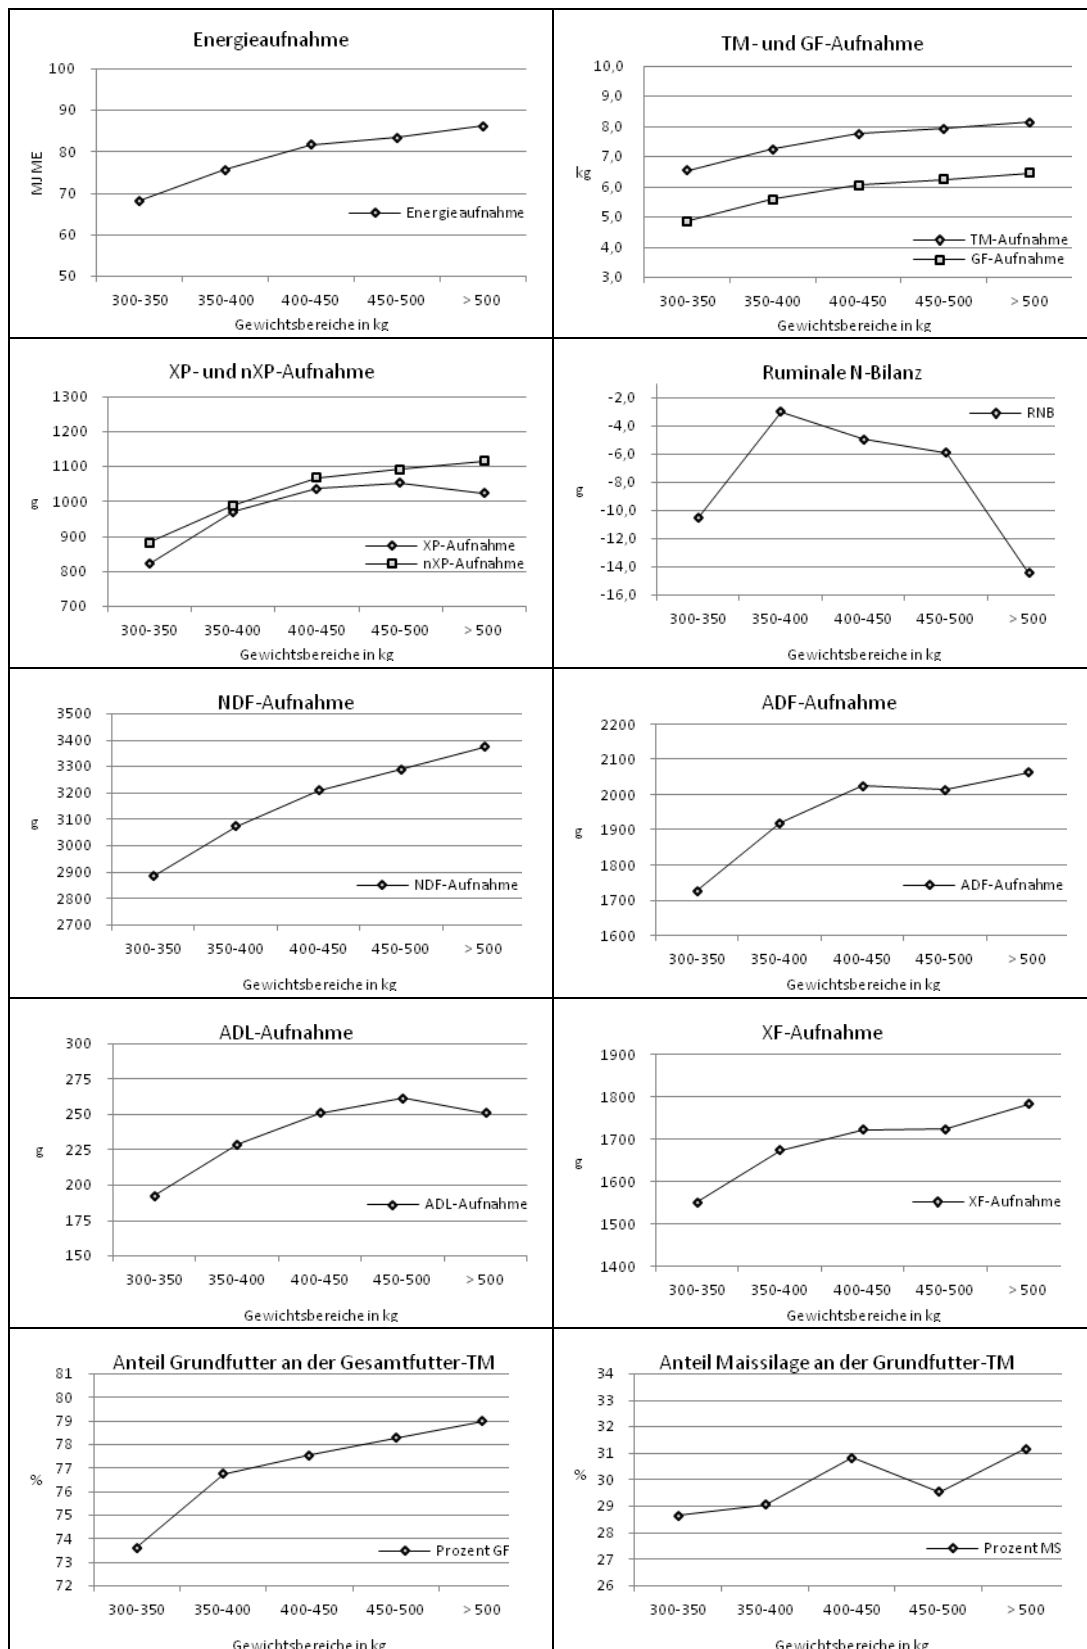 Energieaufnahme
100
90
80
70
60
50
MJ ME
Energieaufnahme
300-350 350-400 400-450 450-500 > 500
Gewichtsbereiche in kg
TM- und GF-Aufnahme
10,0
9,0
8,0
7,0
6,0
5,0
4,0
3,0
kg
TM-Aufnahme
GF-Aufnahme
300-350 350-400 400-450 450-500 > 500
Gewichtsbereiche in kg
XP- und nXP-Aufnahme
1300
1200
1100
1000
900
800
700
g
XP-Aufnahme
nXP-Aufnahme
300-350 350-400 400-450 450-500 > 500
Gewichtsbereiche in kg
Ruminale N-Bilanz
-2,0
-4,0
-6,0
-8,0
-10,0
-12,0
-14,0
-16,0
g
RNB
300-350 350-400 400-450 450-500 > 500
Gewichtsbereiche in kg
NDF-Aufnahme
3500
3400
3300
3200
3100
3000
2900
2800
2700
g
NDF-Aufnahme
300-350 350-400 400-450 450-500 > 500
Gewichtsbereiche in kg
ADF-Aufnahme
2200
2100
2000
1900
1800
1700
1600
g
ADF-Aufnahme
300-350 350-400 400-450 450-500 > 500
Gewichtsbereiche in kg
ADL-Aufnahme
300
275
250
225
200
175
150
g
ADL-Aufnahme
300-350 350-400 400-450 450-500 > 500
Gewichtsbereiche in kg
XF-Aufnahme
1900
1800
1700
1600
1500
1400
g
XF-Aufnahme
300-350 350-400 400-450 450-500 > 500
Gewichtsbereiche in kg
Anteil Grundfutter an der Gesamtfutter-TM
81
80
79
78
77
76
75
74
73
72
%
Prozent GF
300-350 350-400 400-450 450-500 > 500
Gewichtsbereiche in kg
Anteil Maissilage an der Grundfutter-TM
34
33
32
31
30
29
28
27
26
%
Prozent MS
300-350 350-400 400-450 450-500 > 500
Gewichtsbereiche in kg